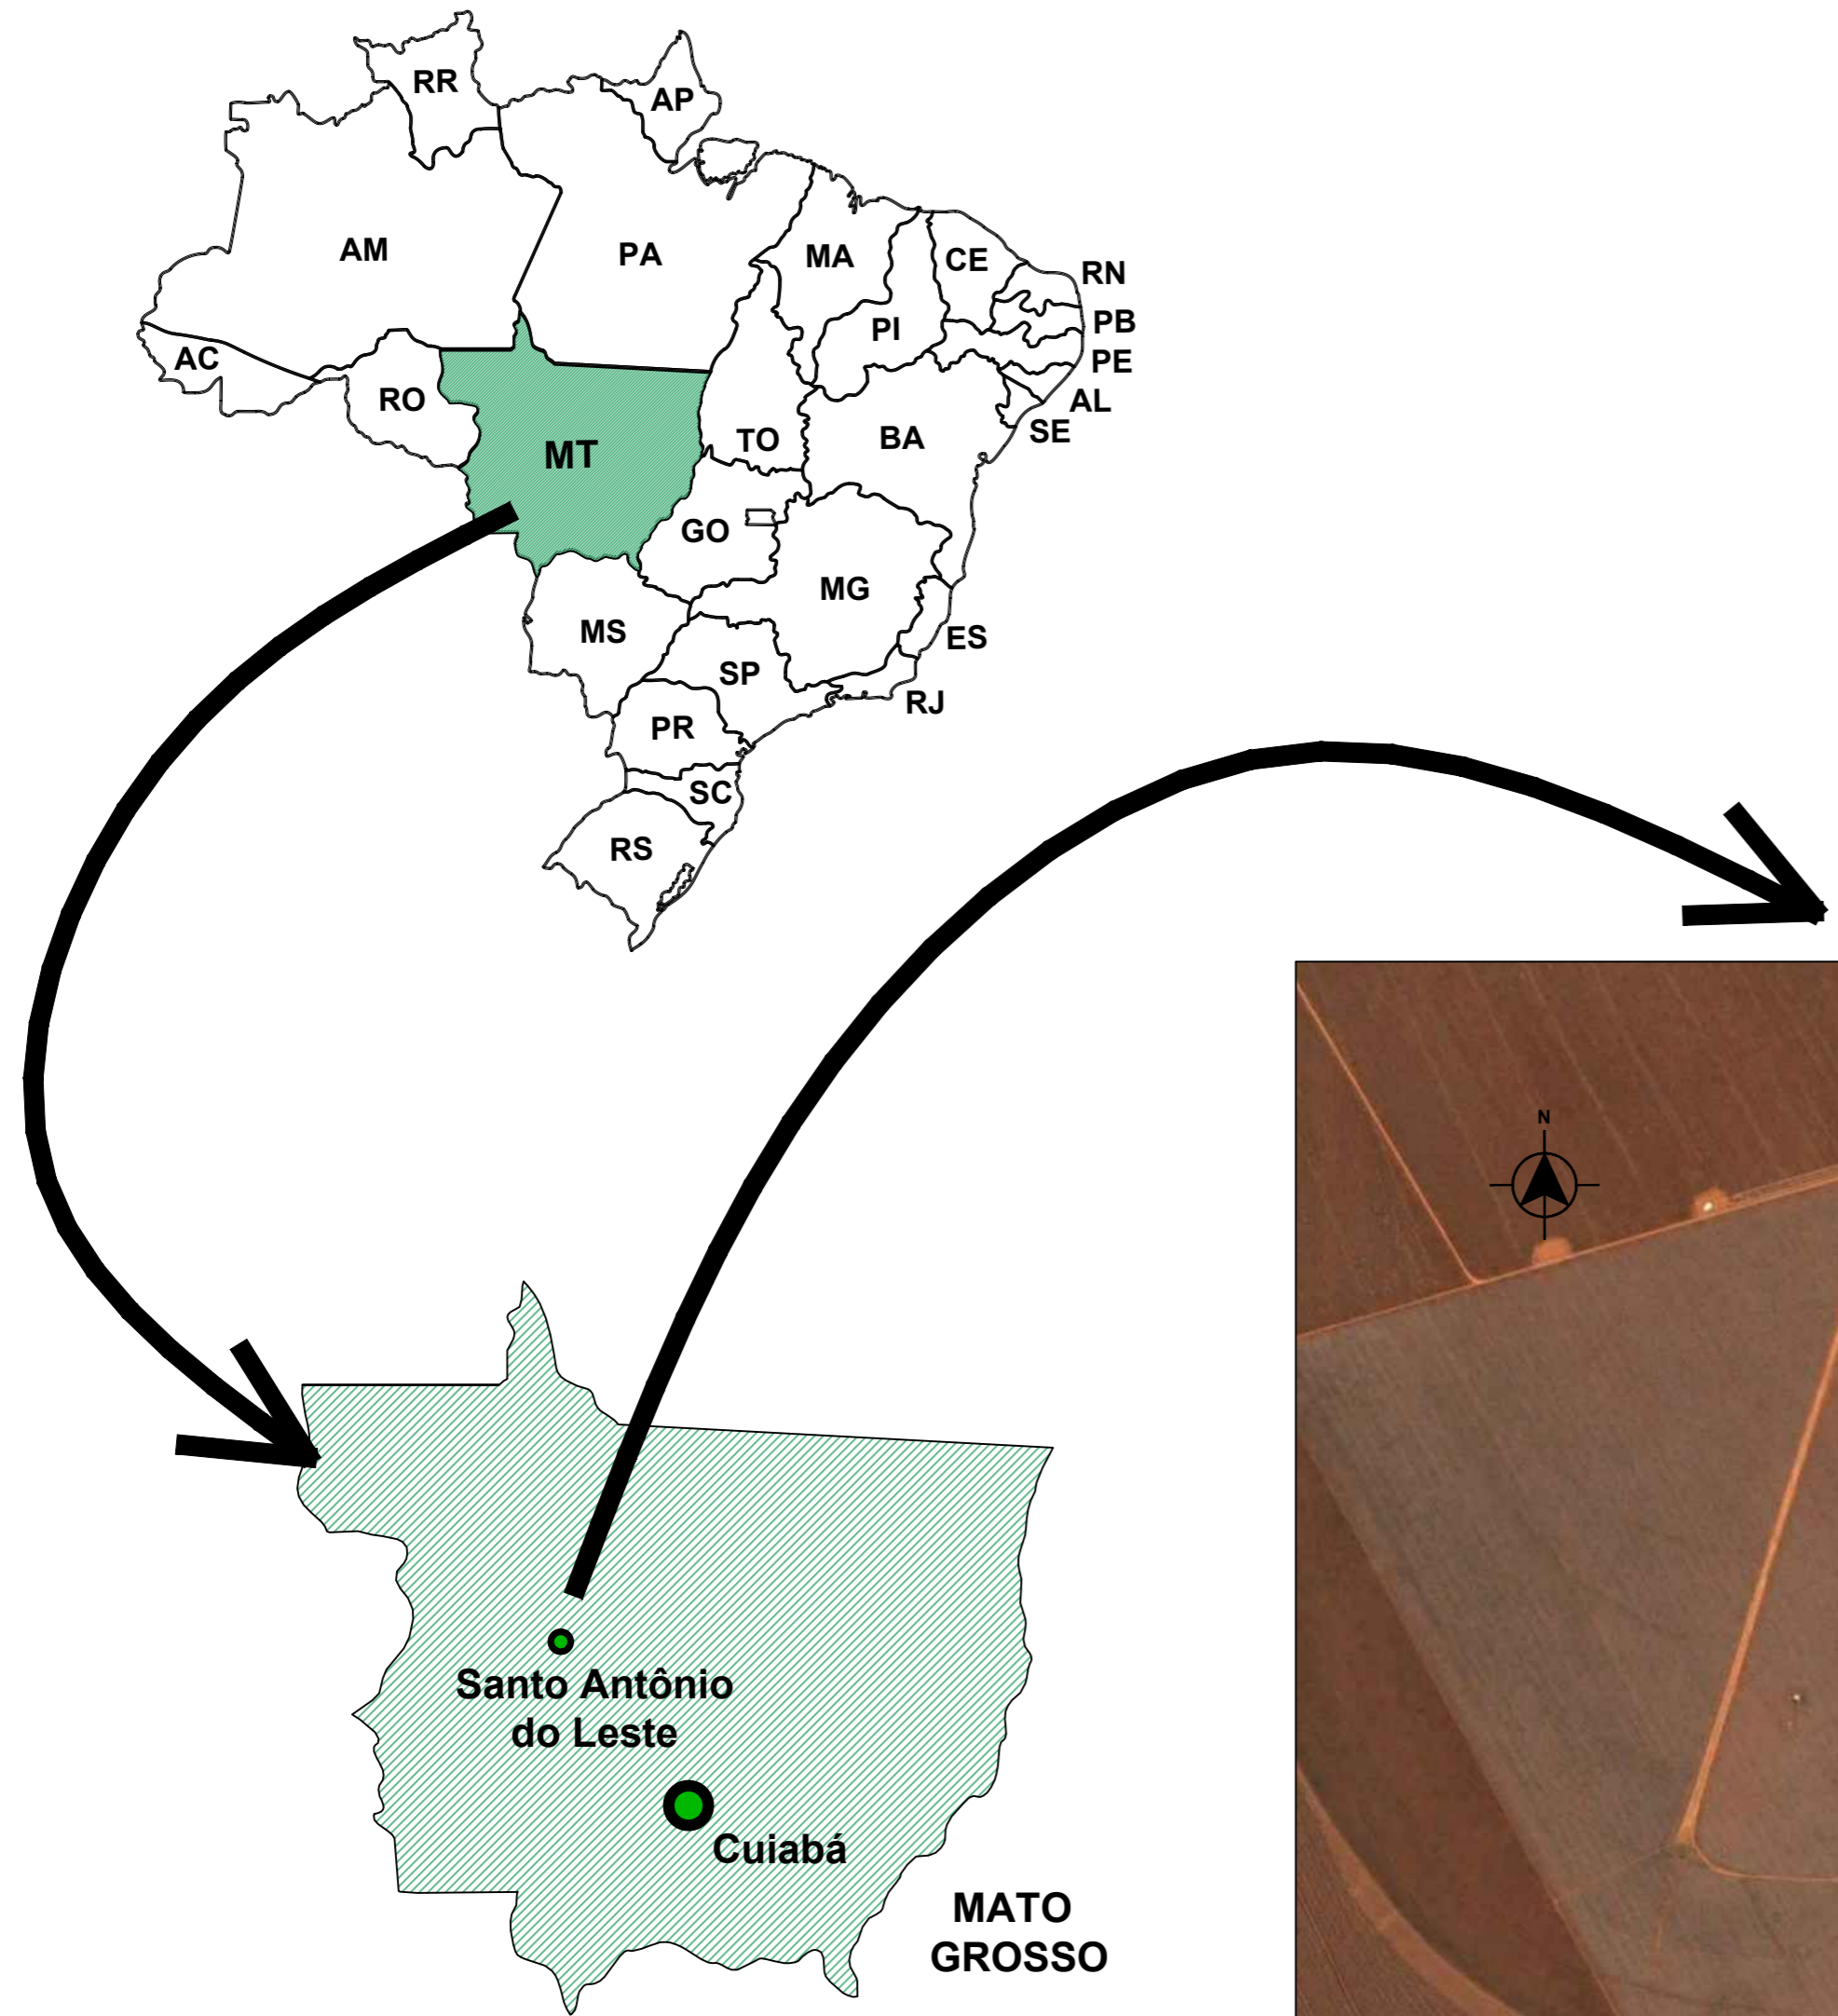 RR
AP
AM
PA
MA
CE
RN
PI
PB
PE
AC
RO
AL
SE
TO
BA
MT
GO
MG
MS
ES
SP
RJ
PR
SC
RS
N
Santo Antônio
do Leste
Cuiabá
MATO
GROSSO